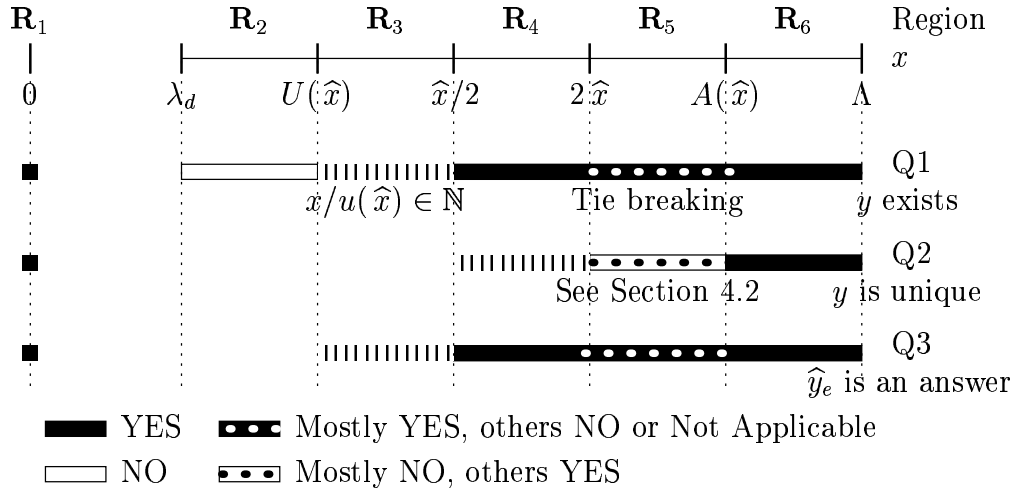 R₁ R₂ R₃ R₄ R₅ R₆ Region
x
0 λ_d U(x̂) x̂/2 2x̂ A(x̂) Λ
Q1
x/u(x̂) ∈ ℕ Tie breaking y exists
Q2
See Section 4.2 y is unique
Q3
ŷₑ is an answer
YES Mostly YES, others NO or Not Applicable
NO Mostly NO, others YES